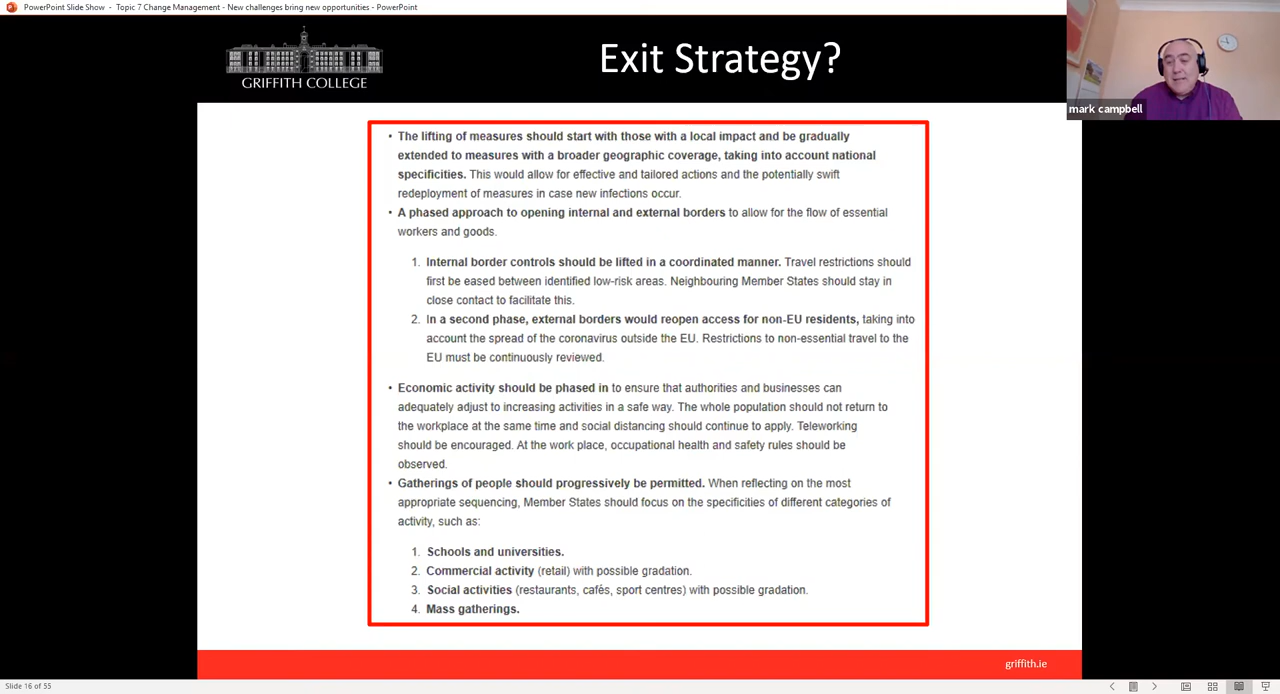 PowerPoint Slide Show - Topic 7 Change Management - New challenges bring new opportunities - PowerPoint
GRIFFITH COLLEGE
Exit Strategy?
mark campbell
• The lifting of measures should start with those with a local impact and be gradually
extended to measures with a broader geographic coverage, taking into account national
specificities. This would allow for effective and tailored actions and the potentially swift
redeployment of measures in case new infections occur.
• A phased approach to opening internal and external borders to allow for the flow of essential
workers and goods.
1. Internal border controls should be lifted in a coordinated manner. Travel restrictions should
first be eased between identified low-risk areas. Neighbouring Member States should stay in
close contact to facilitate this.
2. In a second phase, external borders would reopen access for non-EU residents, taking into
account the spread of the coronavirus outside the EU. Restrictions to non-essential travel to the
EU must be continuously reviewed.
• Economic activity should be phased in to ensure that authorities and businesses can
adequately adjust to increasing activities in a safe way. The whole population should not return to
the workplace at the same time and social distancing should continue to apply. Teleworking
should be encouraged. At the work place, occupational health and safety rules should be
observed.
• Gatherings of people should progressively be permitted. When reflecting on the most
appropriate sequencing, Member States should focus on the specificities of different categories of
activity, such as:
1. Schools and universities.
2. Commercial activity (retail) with possible gradation.
3. Social activities (restaurants, cafés, sport centres) with possible gradation.
4. Mass gatherings.
griffith.ie
Slide 16 of 55